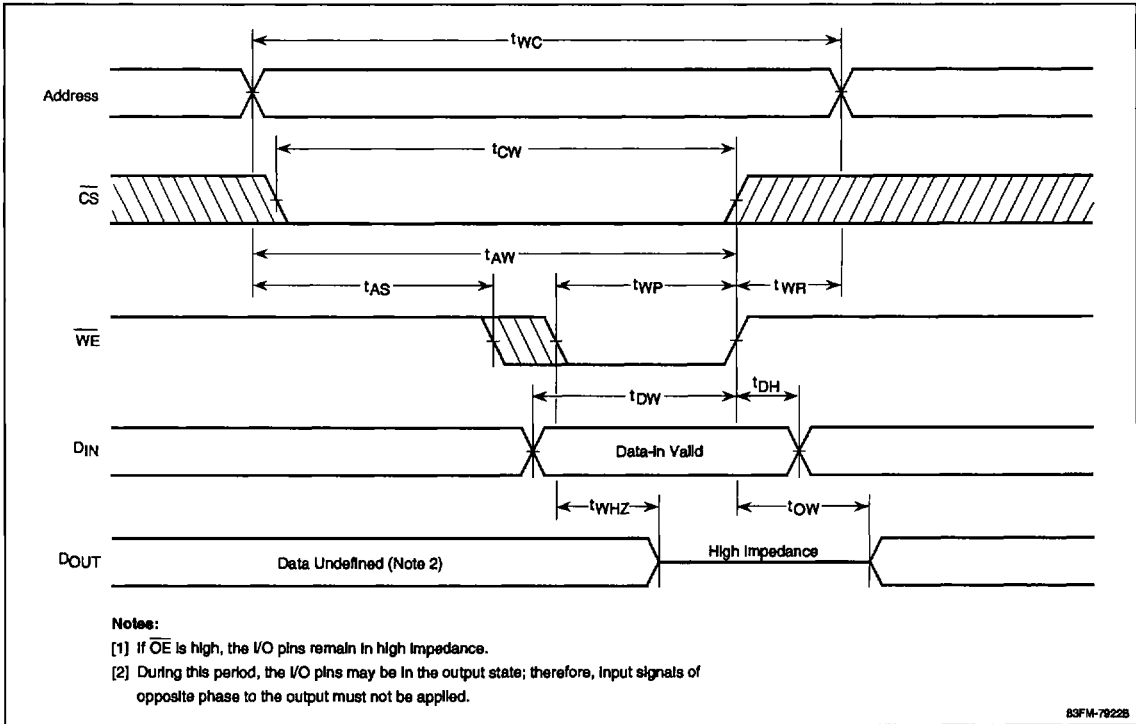 tWC
Address
tCW
CS
tAW
tAS
tWP
tWR
WE
tDW
tDH
DIN
Data-in Valid
tWHZ
tOW
DOUT
Data Undefined (Note 2)
High Impedance
Notes:
[1] If OE is high, the I/O pins remain in high impedance.
[2] During this period, the I/O pins may be in the output state; therefore, input signals of
opposite phase to the output must not be applied.
83FM-7922B